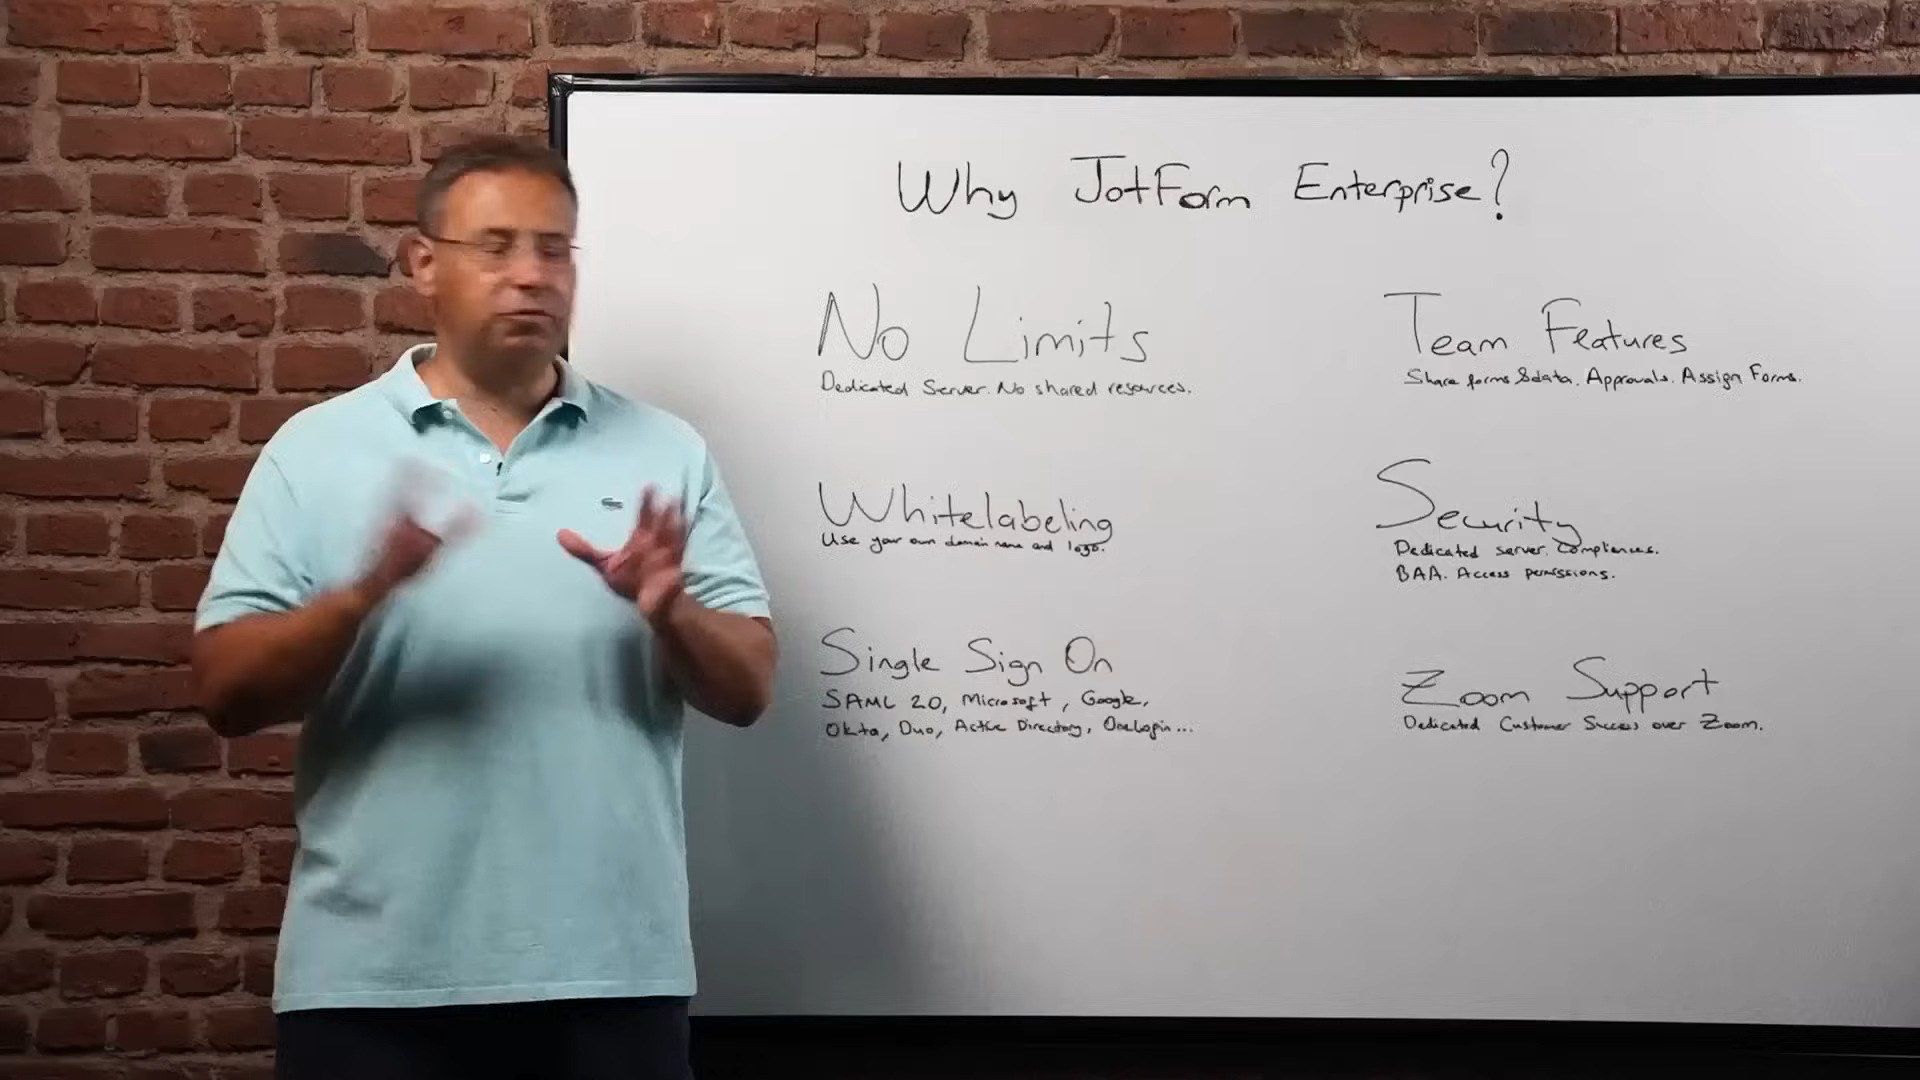 Why JotForm Enterprise?
No Limits
Dedicated Server. No shared resources.
Whitelabeling
Use your own domain name and logo.
Single Sign On
SAML 2.0, Microsoft, Google,
Okta, Duo, Active Directory, OneLogin...
Team Features
Share forms & data. Approvals. Assign Forms.
Security
Dedicated server. Compliances.
BAA. Access permissions.
Zoom Support
Dedicated Customer Success over Zoom.